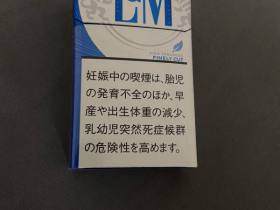 L&M
FINELY CUT
妊娠中の喫煙は、胎児
の発育不全のほか、早
産や出生体重の減少、
乳幼児突然死症候群
の危険性を高めます。